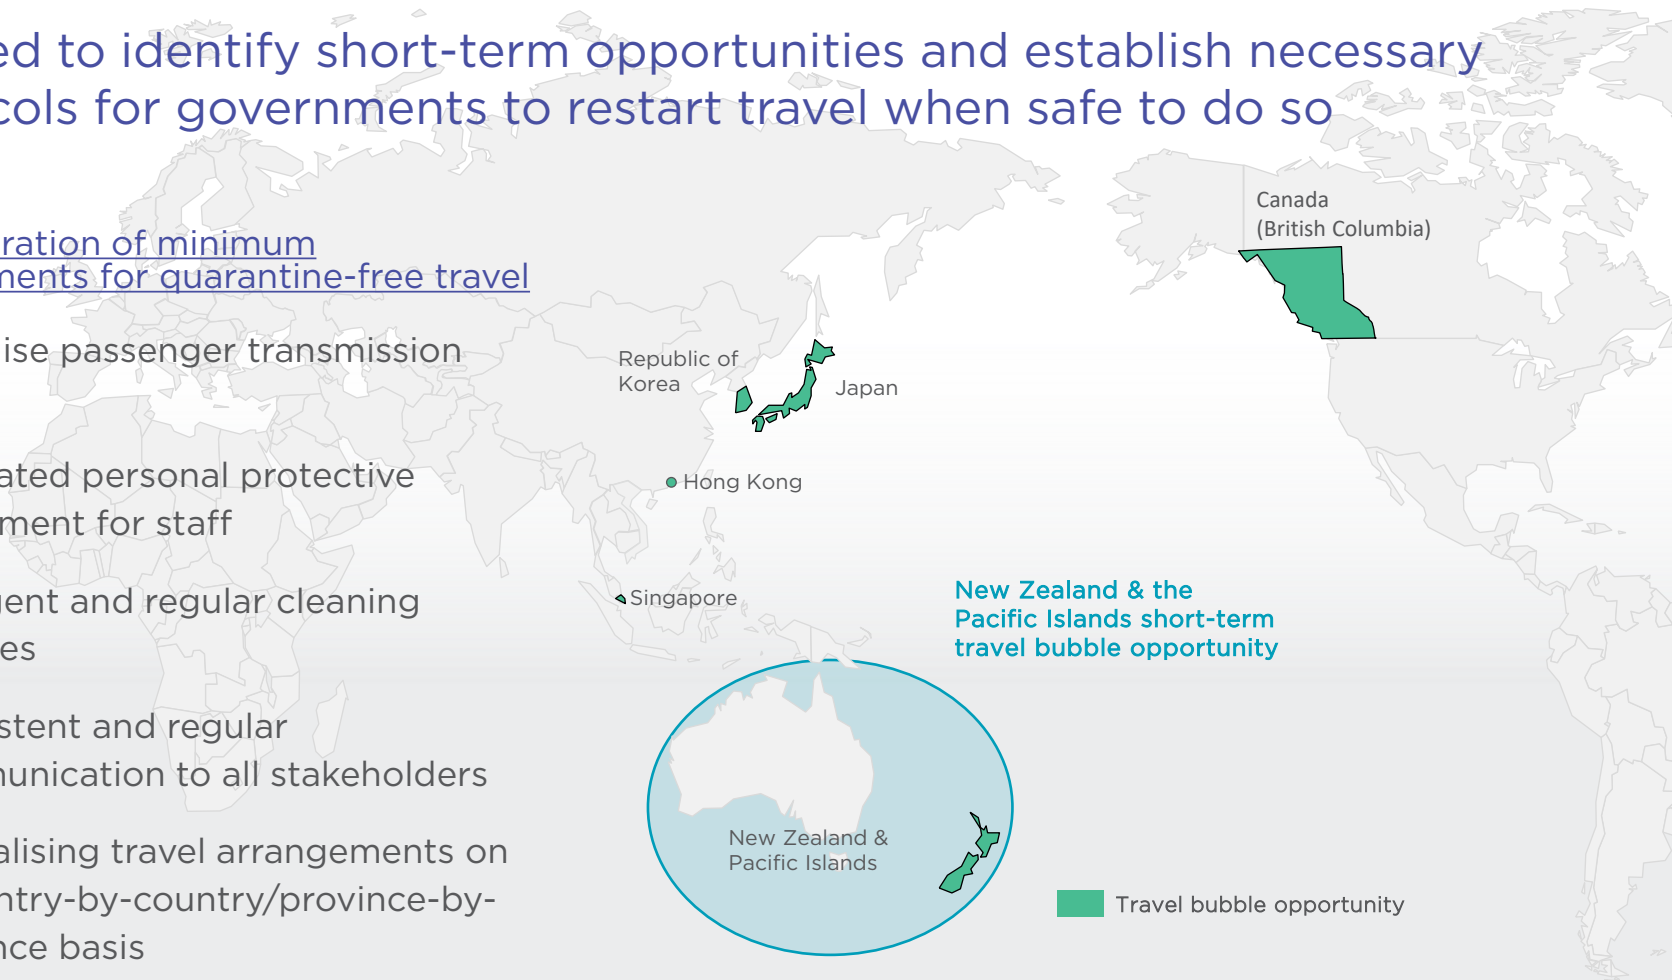 ed to identify short-term opportunities and establish necessary
cols for governments to restart travel when safe to do so
ration of minimum
ments for quarantine-free travel
ise passenger transmission
ated personal protective
ment for staff
gent and regular cleaning
es
stent and regular
munication to all stakeholders
alising travel arrangements on
ntry-by-country/province-by-
nce basis
Canada
(British Columbia)
Republic of
Korea
Japan
Hong Kong
Singapore
New Zealand & the
Pacific Islands short-term
travel bubble opportunity
New Zealand &
Pacific Islands
Travel bubble opportunity